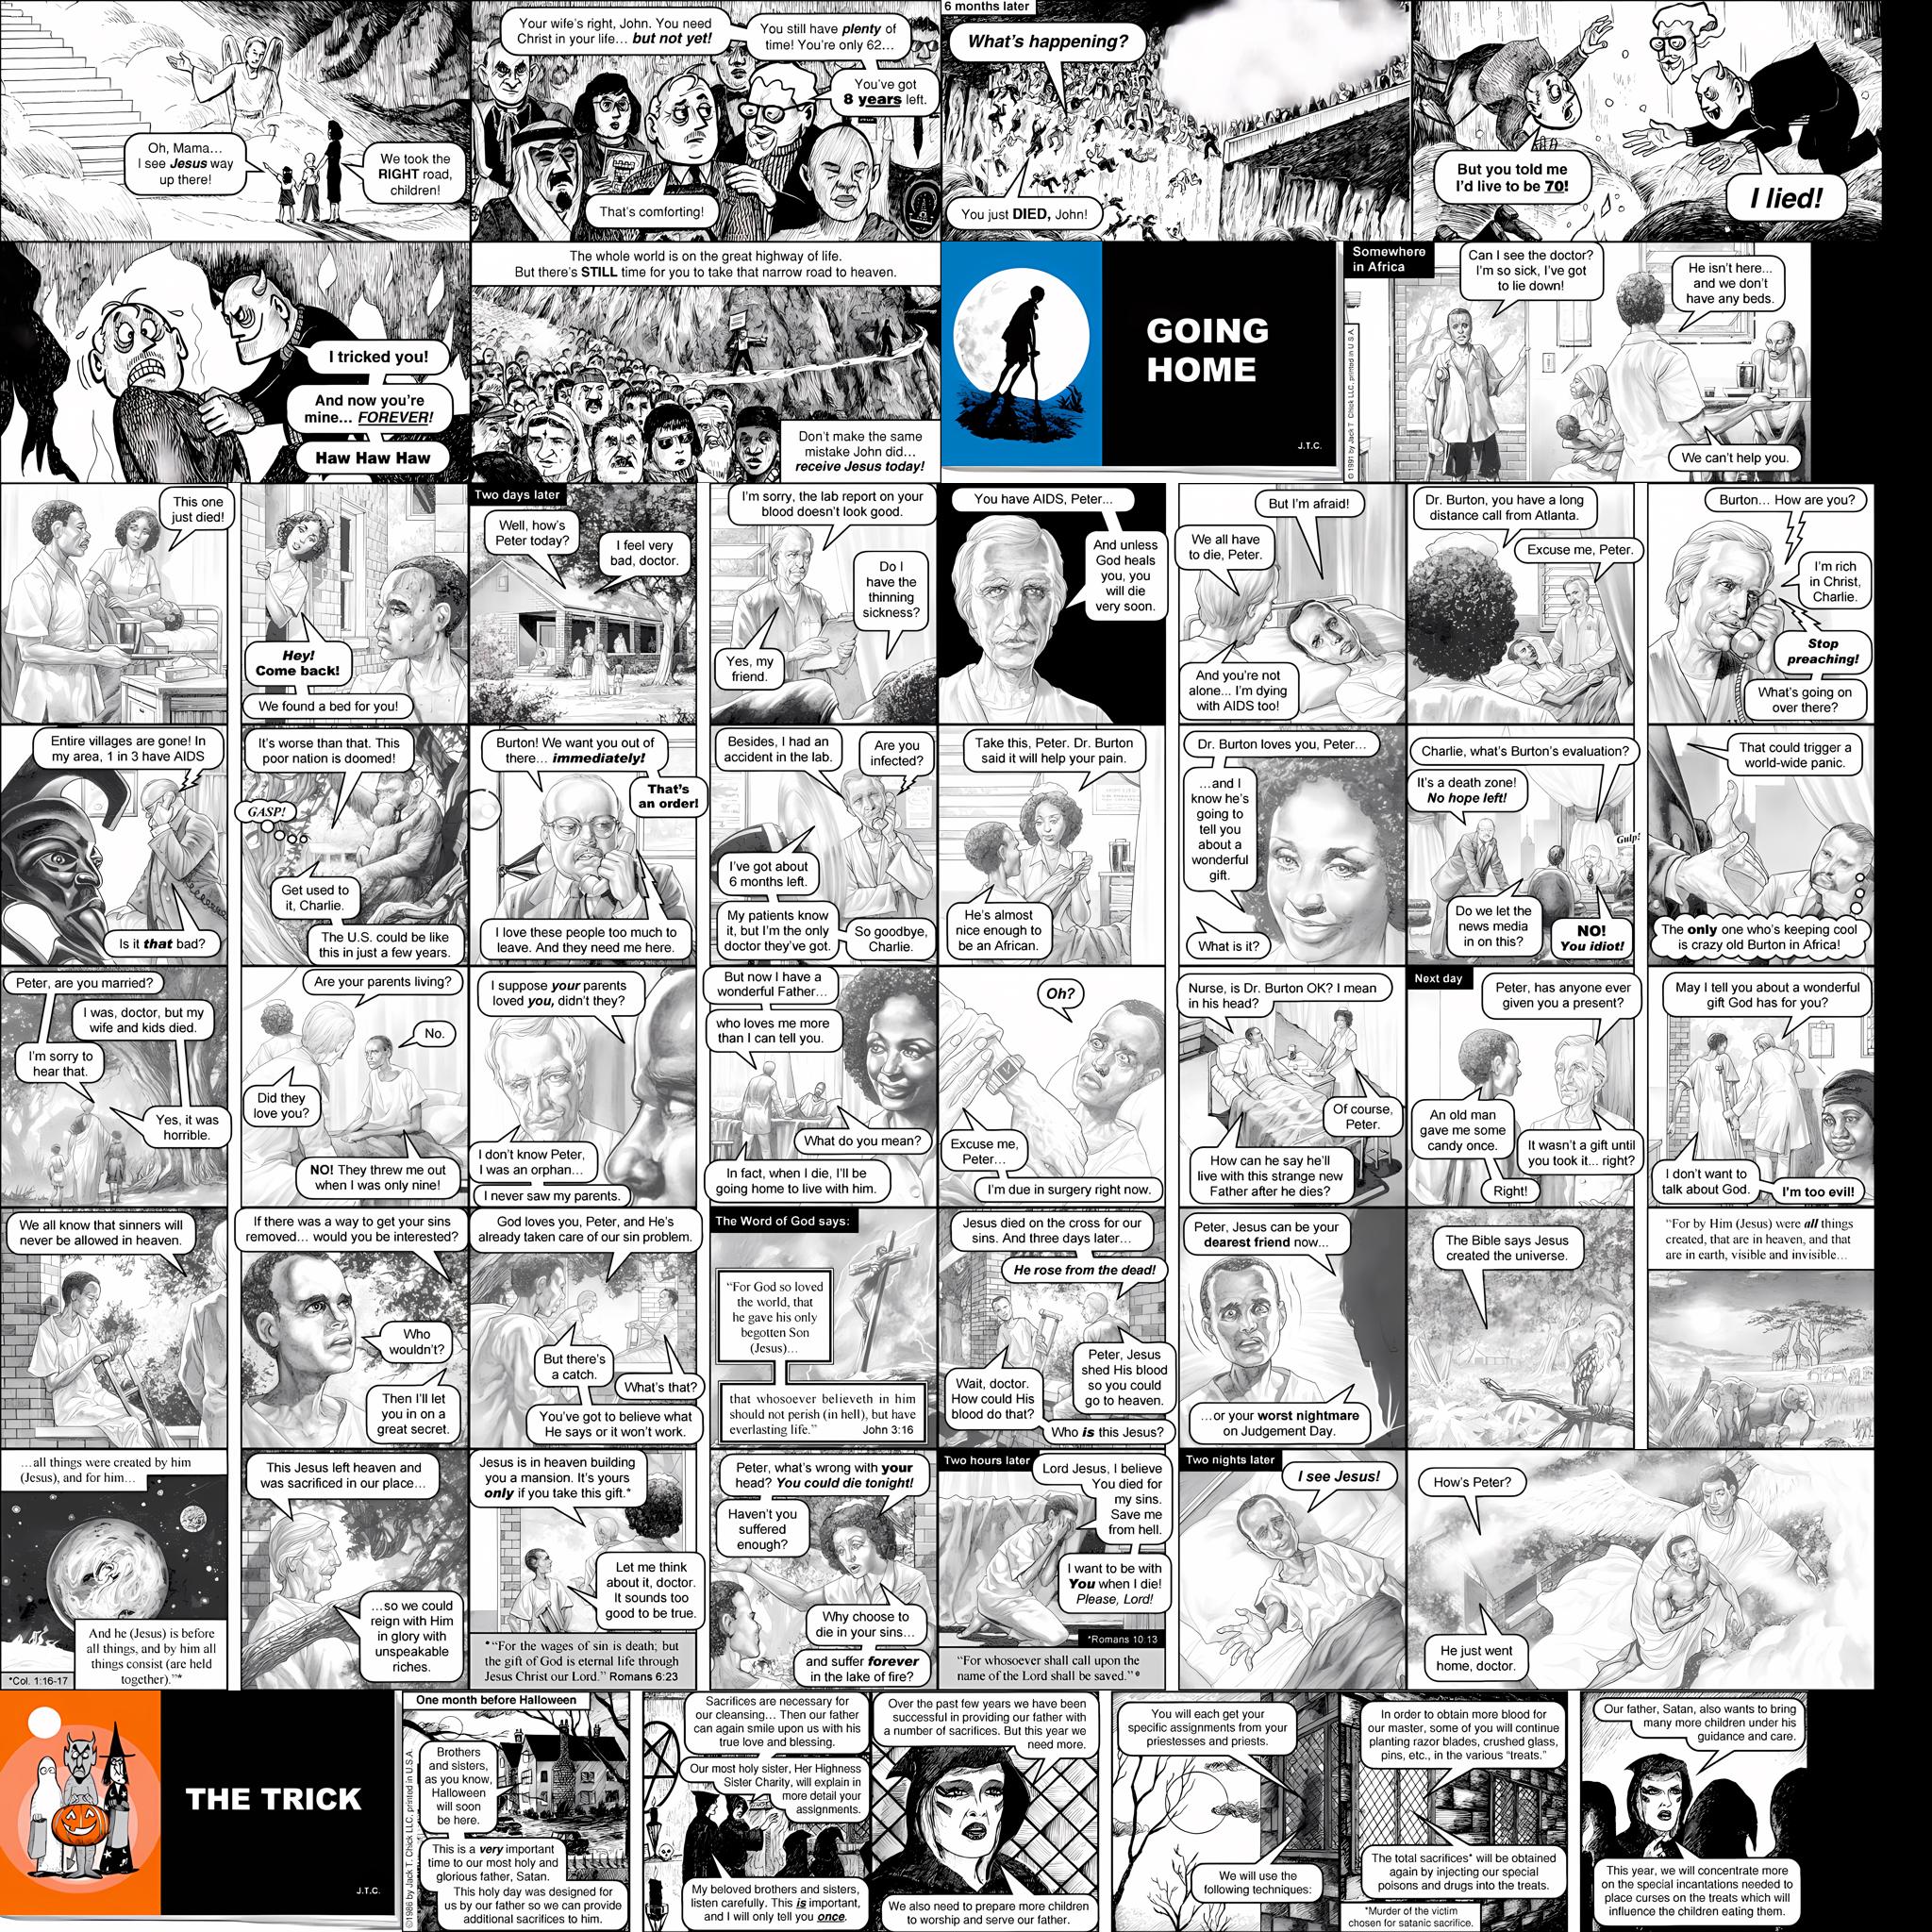 Oh, Mama...
I see Jesus way
up there!
We took the
RIGHT road,
children!
Your wife's right, John. You need
Christ in your life... but not yet!
You still have plenty of
time! You're only 62...
You've got
8 years left.
That's comforting!
6 months later
What's happening?
You just DIED, John!
But you told me
I'd live to be 70!
I lied!
I tricked you!
And now you're
mine... FOREVER!
Haw Haw Haw
The whole world is on the great highway of life.
But there's STILL time for you to take that narrow road to heaven.
Don't make the same
mistake John did...
receive Jesus today!
GOING
HOME
J.T.C.
© 1991 by Jack T. Chick LLC, printed in U.S.A.
Somewhere
in Africa
Can I see the doctor?
I'm so sick, I've got
to lie down!
He isn't here...
and we don't
have any beds.
We can't help you.
This one
just died!
Hey!
Come back!
We found a bed for you!
Two days later
Well, how's
Peter today?
I feel very
bad, doctor.
I'm sorry, the lab report on your
blood doesn't look good.
Do I
have the
thinning
sickness?
Yes, my
friend.
You have AIDS, Peter...
And unless
God heals
you, you
will die
very soon.
But I'm afraid!
We all have
to die, Peter.
And you're not
alone... I'm dying
with AIDS too!
Dr. Burton, you have a long
distance call from Atlanta.
Excuse me, Peter.
Burton... How are you?
I'm rich
in Christ,
Charlie.
Stop
preaching!
What's going on
over there?
Entire villages are gone! In
my area, 1 in 3 have AIDS
Is it that bad?
It's worse than that. This
poor nation is doomed!
GASP!
Get used to
it, Charlie.
The U.S. could be like
this in just a few years.
Burton! We want you out of
there... immediately!
That's
an order!
I love these people too much to
leave. And they need me here.
Besides, I had an
accident in the lab.
Are you
infected?
I've got about
6 months left.
My patients know
it, but I'm the only
doctor they've got.
So goodbye,
Charlie.
Take this, Peter. Dr. Burton
said it will help your pain.
He's almost
nice enough to
be an African.
Dr. Burton loves you, Peter...
...and I
know he's
going to
tell you
about a
wonderful
gift.
What is it?
Charlie, what's Burton's evaluation?
It's a death zone!
No hope left!
Gulp!
Do we let the
news media
in on this?
NO!
You idiot!
That could trigger a
world-wide panic.
The only one who's keeping cool
is crazy old Burton in Africa!
Peter, are you married?
I was, doctor, but my
wife and kids died.
I'm sorry to
hear that.
Yes, it was
horrible.
Are your parents living?
No.
Did they
love you?
NO! They threw me out
when I was only nine!
I suppose your parents
loved you, didn't they?
I don't know Peter,
I was an orphan...
I never saw my parents.
But now I have a
wonderful Father...
who loves me more
than I can tell you.
What do you mean?
In fact, when I die, I'll be
going home to live with him.
Oh?
Excuse me,
Peter...
I'm due in surgery right now.
Nurse, is Dr. Burton OK? I mean
in his head?
Of course,
Peter.
How can he say he'll
live with this strange new
Father after he dies?
Next day
Peter, has anyone ever
given you a present?
An old man
gave me some
candy once.
It wasn't a gift until
you took it... right?
Right!
May I tell you about a wonderful
gift God has for you?
I don't want to
talk about God.
I'm too evil!
We all know that sinners will
never be allowed in heaven.
If there was a way to get your sins
removed... would you be interested?
Who
wouldn't?
Then I'll let
you in on a
great secret.
God loves you, Peter, and He's
already taken care of our sin problem.
But there's
a catch.
What's that?
You've got to believe what
He says or it won't work.
The Word of God says:
"For God so loved
the world, that
he gave his only
begotten Son
(Jesus)...
that whosoever believeth in him
should not perish (in hell), but have
everlasting life." John 3:16
Jesus died on the cross for our
sins. And three days later...
He rose from the dead!
Wait, doctor.
How could His
blood do that?
Peter, Jesus
shed His blood
so you could
go to heaven.
Who is this Jesus?
Peter, Jesus can be your
dearest friend now...
...or your worst nightmare
on Judgement Day.
The Bible says Jesus
created the universe.
"For by Him (Jesus) were all things
created, that are in heaven, and that
are in earth, visible and invisible...
...all things were created by him
(Jesus), and for him...
And he (Jesus) is before
all things, and by him all
things consist (are held
together)."*
*Col. 1:16-17
This Jesus left heaven and
was sacrificed in our place...
...so we could
reign with Him
in glory with
unspeakable
riches.
Jesus is in heaven building
you a mansion. It's yours
only if you take this gift.*
Let me think
about it, doctor.
It sounds too
good to be true.
*"For the wages of sin is death; but
the gift of God is eternal life through
Jesus Christ our Lord." Romans 6:23
Peter, what's wrong with your
head? You could die tonight!
Haven't you
suffered
enough?
Why choose to
die in your sins...
and suffer forever
in the lake of fire?
Two hours later
Lord Jesus, I believe
You died for
my sins.
Save me
from hell.
I want to be with
You when I die!
Please, Lord!
*Romans 10:13
"For whosoever shall call upon the
name of the Lord shall be saved."*
Two nights later
I see Jesus!
How's Peter?
He just went
home, doctor.
THE TRICK
J.T.C.
©1986 by Jack T. Chick LLC, printed in U.S.A.
One month before Halloween
Brothers
and sisters,
as you know,
Halloween
will soon
be here.
This is a very important
time to our most holy and
glorious father, Satan.
This holy day was designed for
us by our father so we can provide
additional sacrifices to him.
Sacrifices are necessary for
our cleansing... Then our father
can again smile upon us with his
true love and blessing.
Our most holy sister, Her Highness
Sister Charity, will explain in
more detail your
assignments.
My beloved brothers and sisters,
listen carefully. This is important,
and I will only tell you once.
Over the past few years we have been
successful in providing our father with
a number of sacrifices. But this year we
need more.
We also need to prepare more children
to worship and serve our father.
You will each get your
specific assignments from your
priestesses and priests.
We will use the
following techniques:
In order to obtain more blood for
our master, some of you will continue
planting razor blades, crushed glass,
pins, etc., in the various "treats."
The total sacrifices* will be obtained
again by injecting our special
poisons and drugs into the treats.
*Murder of the victim
chosen for satanic sacrifice.
Our father, Satan, also wants to bring
many more children under his
guidance and care.
This year, we will concentrate more
on the special incantations needed to
place curses on the treats which will
influence the children eating them.